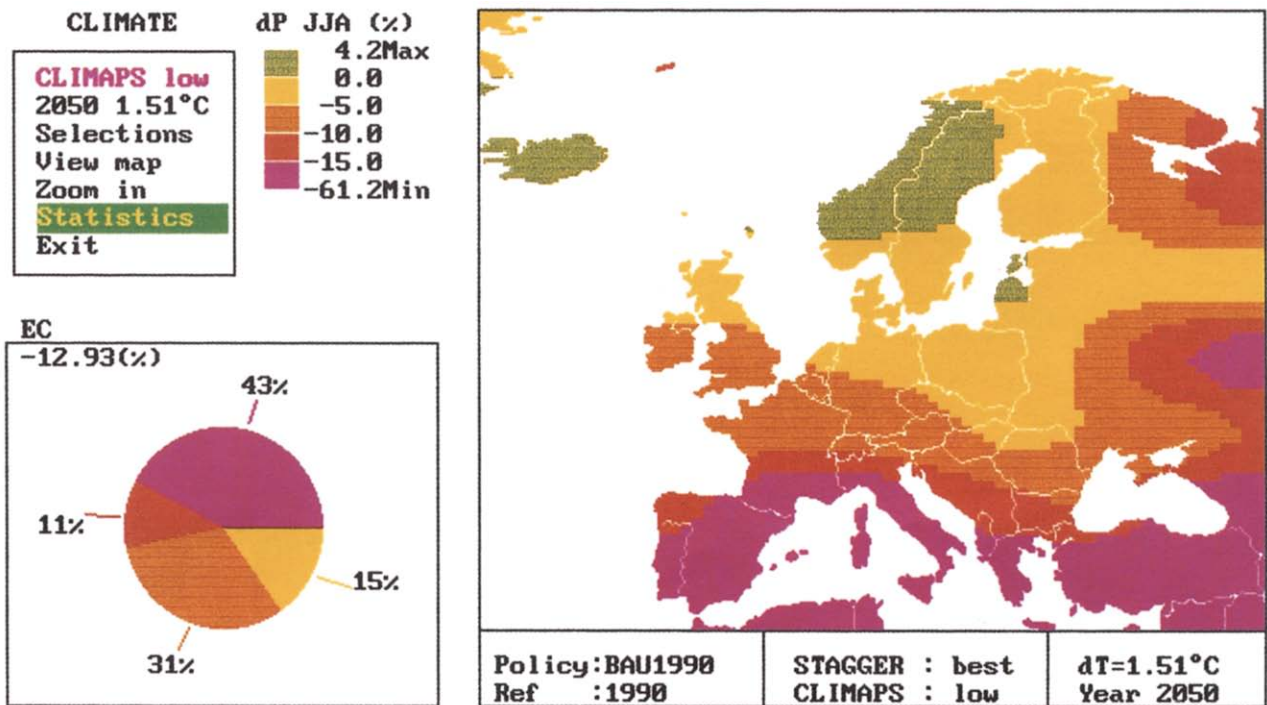 CLIMATE
CLIMAPS low
2050 1.51°C
Selections
View map
Zoom in
Statistics
Exit
dP JJA (%)
4.2Max
0.0
-5.0
-10.0
-15.0
-61.2Min
EC
-12.93(%)
43%
11%
15%
31%
Policy:BAU1990
Ref :1990
STAGGER : best
CLIMAPS : low
dT=1.51°C
Year 2050